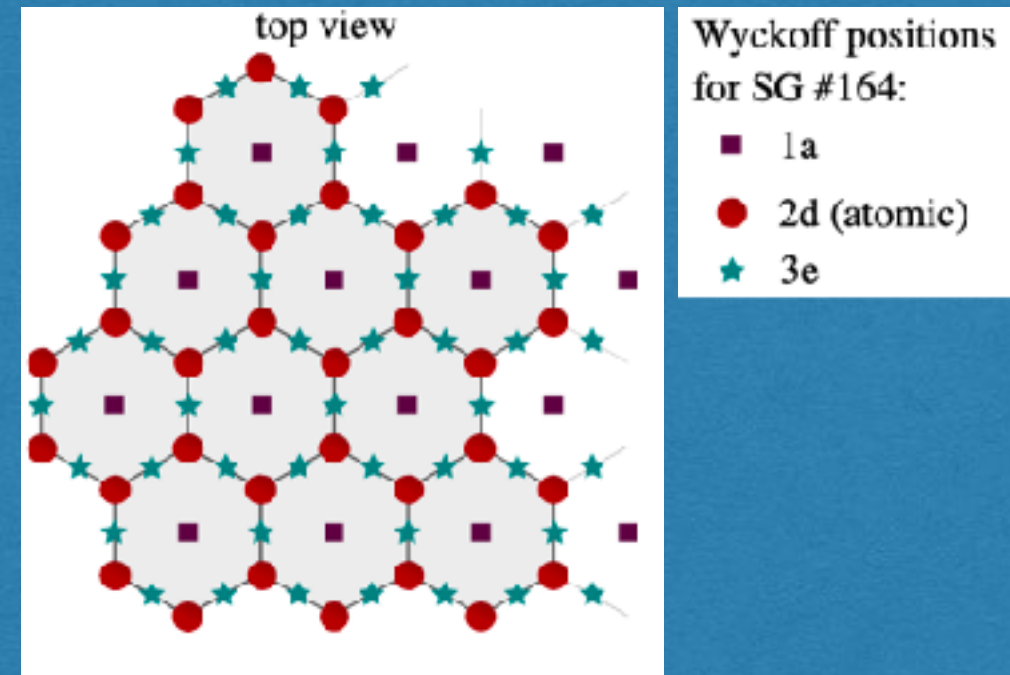 top view
Wyckoff positions
for SG #164:
1a
2d (atomic)
3e